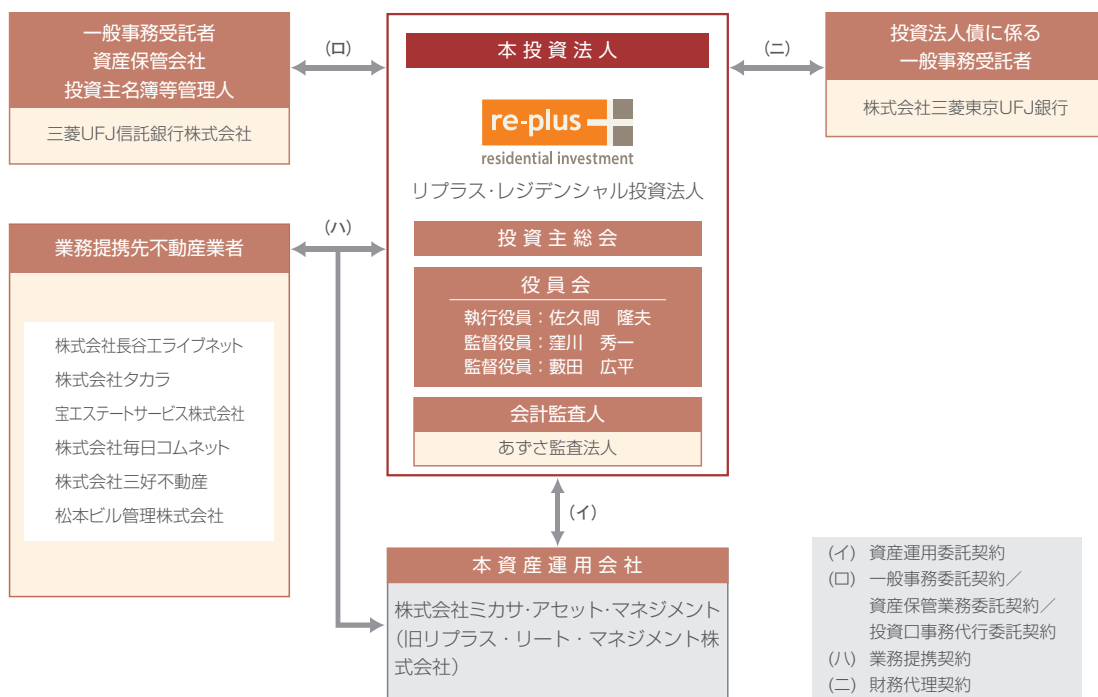 一般事務受託者
資産保管会社
投資主名簿等管理人
三菱UFJ信託銀行株式会社
(ロ)
本投資法人
re-plus
residential investment
リプラス・レジデンシャル投資法人
投資主総会
役員会
執行役員：佐久間　隆夫
監督役員：窪川　秀一
監督役員：藪田　広平
会計監査人
あずさ監査法人
(ニ)
投資法人債に係る
一般事務受託者
株式会社三菱東京UFJ銀行
業務提携先不動産業者
株式会社長谷工ライブネット
株式会社タカラ
宝エステートサービス株式会社
株式会社毎日コムネット
株式会社三好不動産
松本ビル管理株式会社
(ハ)
(イ)
本資産運用会社
株式会社ミカサ・アセット・マネジメント
（旧リプラス・リート・マネジメント株
式会社）
(イ) 資産運用委託契約
(ロ) 一般事務委託契約／
資産保管業務委託契約／
投資口事務代行委託契約
(ハ) 業務提携契約
(ニ) 財務代理契約